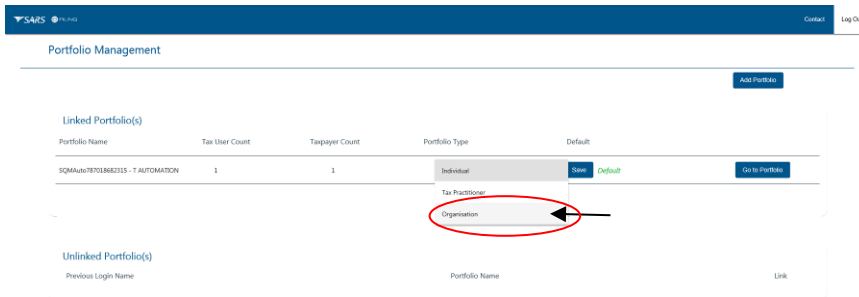 SARS eFILING
Contact Log Ou
Portfolio Management
Add Portfolio
Linked Portfolio(s)
Portfolio Name Tax User Count Taxpayer Count Portfolio Type Default
SQMAuto787018682315 - T AUTOMATION 1 1 Individual Save Default Go to Portfolio
Tax Practitioner
Organisation
Unlinked Portfolio(s)
Previous Login Name Portfolio Name Link